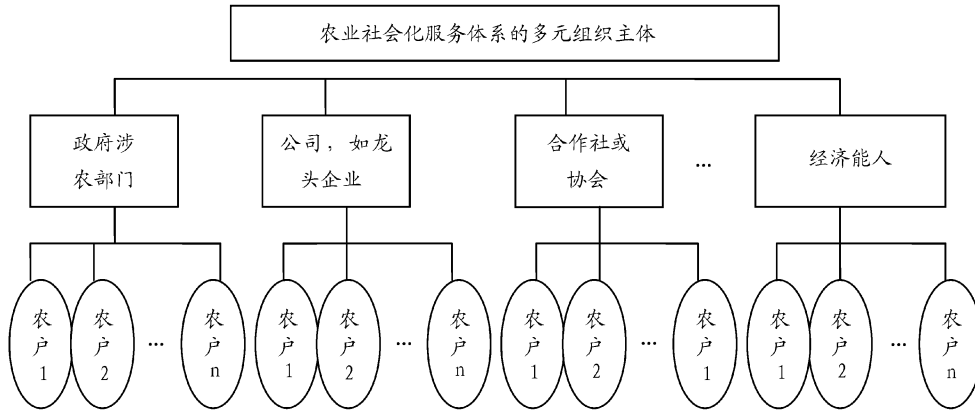 农业社会化服务体系的多元组织主体
政府涉
农部门
公司，如龙
头企业
合作社或
协会
...
经济能人
农户1
农户2
...
农户n
农户1
农户2
...
农户n
农户1
农户2
...
农户1
农户1
农户2
...
农户n